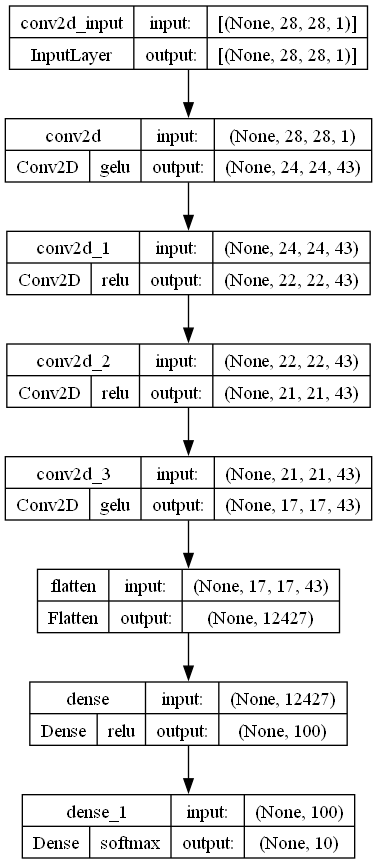 conv2d_input input: [(None, 28, 28, 1)]
InputLayer output: [(None, 28, 28, 1)]
conv2d input: (None, 28, 28, 1)
Conv2D gelu output: (None, 24, 24, 43)
conv2d_1 input: (None, 24, 24, 43)
Conv2D relu output: (None, 22, 22, 43)
conv2d_2 input: (None, 22, 22, 43)
Conv2D relu output: (None, 21, 21, 43)
conv2d_3 input: (None, 21, 21, 43)
Conv2D gelu output: (None, 17, 17, 43)
flatten input: (None, 17, 17, 43)
Flatten output: (None, 12427)
dense input: (None, 12427)
Dense relu output: (None, 100)
dense_1 input: (None, 100)
Dense softmax output: (None, 10)